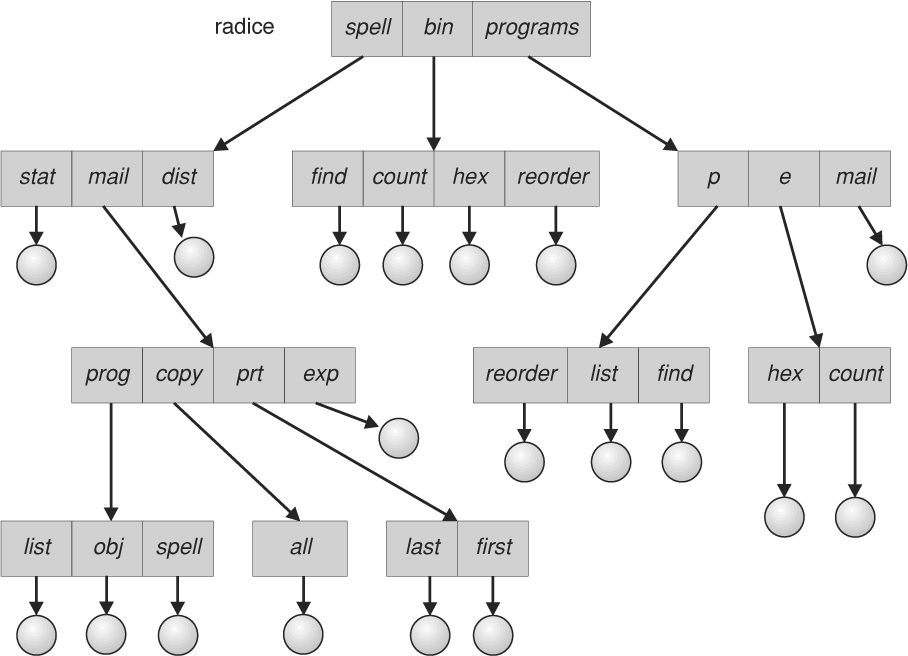 radice spell bin programs
stat mail dist find count hex reorder p e mail
prog copy prt exp reorder list find hex count
list obj spell all last first